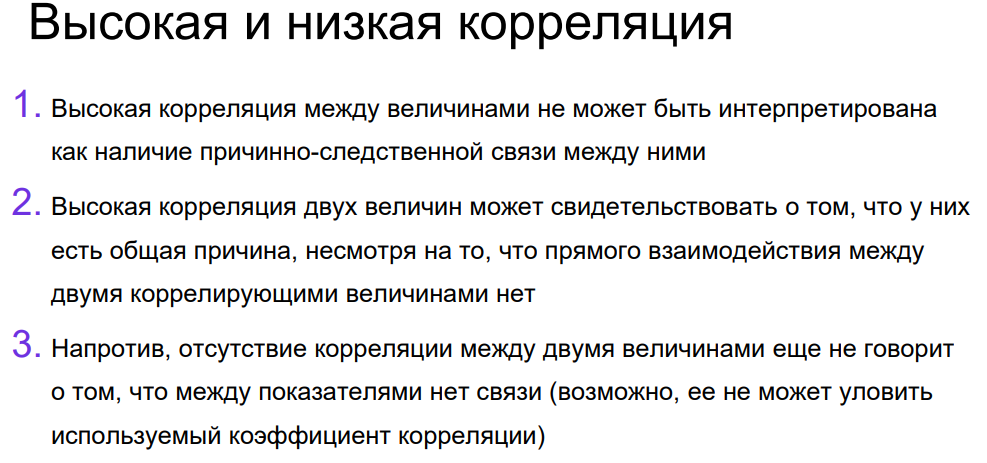 Высокая и низкая корреляция
1. Высокая корреляция между величинами не может быть интерпретирована
как наличие причинно-следственной связи между ними
2. Высокая корреляция двух величин может свидетельствовать о том, что у них
есть общая причина, несмотря на то, что прямого взаимодействия между
двумя коррелирующими величинами нет
3. Напротив, отсутствие корреляции между двумя величинами еще не говорит
о том, что между показателями нет связи (возможно, ее не может уловить
используемый коэффициент корреляции)